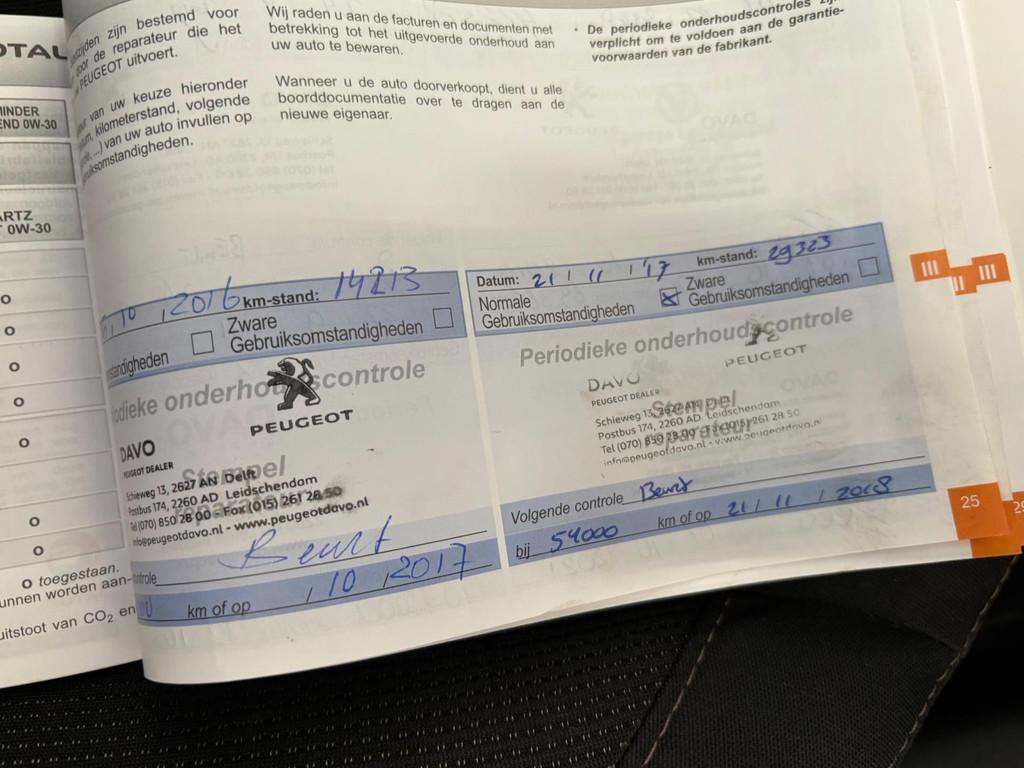 OTAL
INDER
END 0W-30
ARTZ
0W-30
o
o
o
o
o
o
o
o toegestaan.
unnen worden aan-
uitstoot van CO2 en
zijn bestemd voor
de reparateur die het
PEUGEOT uitvoert.
van uw keuze hieronder
kilometerstand, volgende
...) van uw auto invullen op
Wij raden u aan de facturen en documenten met
betrekking tot het uitgevoerde onderhoud aan
uw auto te bewaren.
Wanneer u de auto doorverkoopt, dient u alle
boorddocumentatie over te dragen aan de
nieuwe eigenaar.
• De periodieke onderhoudscontroles
verplicht om te voldoen aan de garantie-
voorwaarden van de fabrikant.
10 2016 km-stand: 14213
Zware
Gebruiksomstandigheden
Periodieke onderhoudscontrole
PEUGEOT
DAVO
PEUGEOT DEALER
Stempel
Schieweg 13, 2627 AN Delft
Postbus 174, 2260 AD Leidschendam
Tel (070) 850 28 00 - Fax (015) 261 28 50
info@peugeotdavo.nl - www.peugeotdavo.nl
Beurt
km of op / 10 / 2017
Datum: 21 / 11 / '17 km-stand: 29323
Normale
Gebruiksomstandigheden
Zware
Gebruiksomstandigheden
Periodieke onderhoudscontrole
PEUGEOT
DAVO
PEUGEOT DEALER
Stempel
reparateur
Schieweg 13, 2627 AN
Postbus 174, 2260 AD Leidschendam
Tel (070) 850 28 00 (015) 261 28 50
info@peugeotdavo.nl - www.peugeotdavo.nl
Volgende controle Beurt
bij 54000 km of op 21 / 11 / 2018
III
III
25